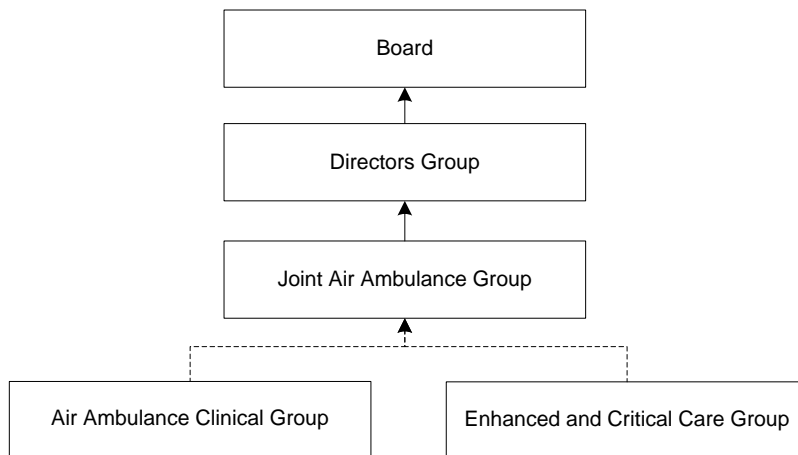 Board
Directors Group
Joint Air Ambulance Group
Air Ambulance Clinical Group
Enhanced and Critical Care Group